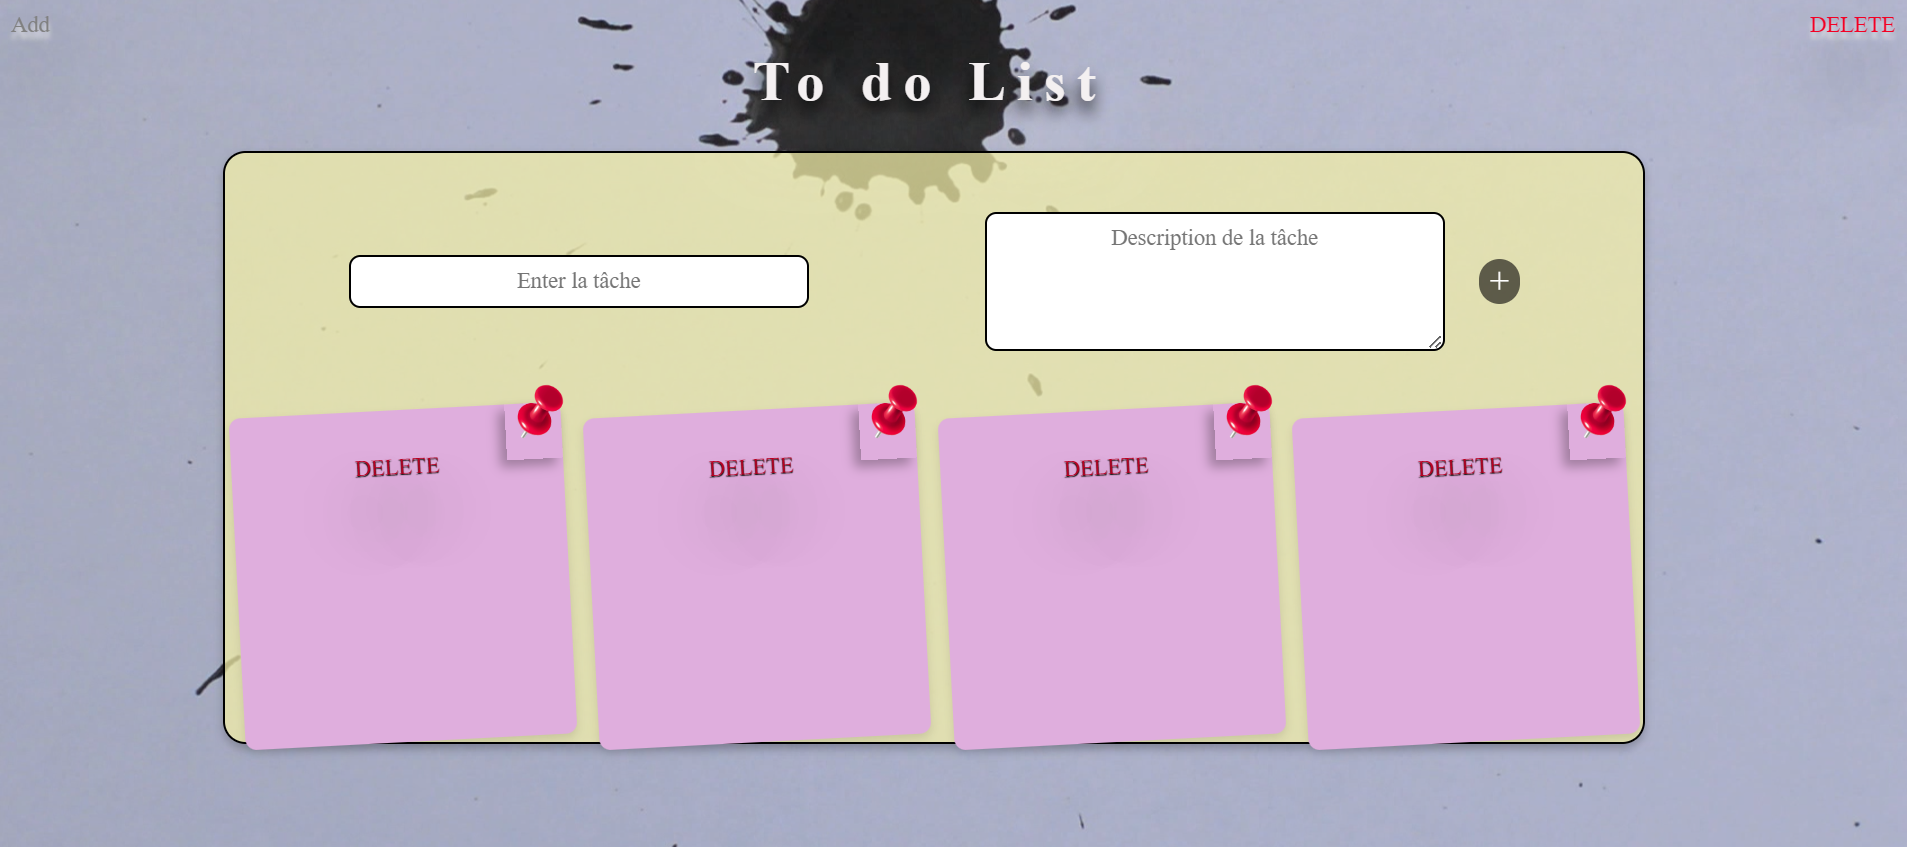 Add
DELETE
To do List
Enter la tâche
Description de la tâche
+
DELETE
DELETE
DELETE
DELETE